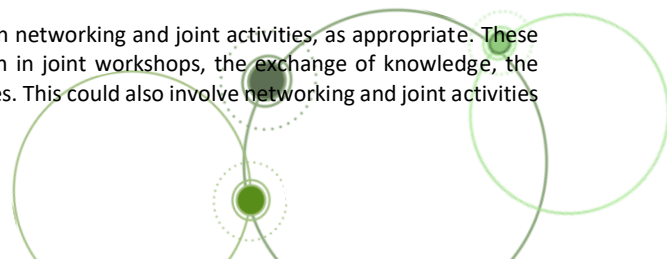 networking and joint activities, as appropriate. These
in joint workshops, the exchange of knowledge, the
This could also involve networking and joint activities